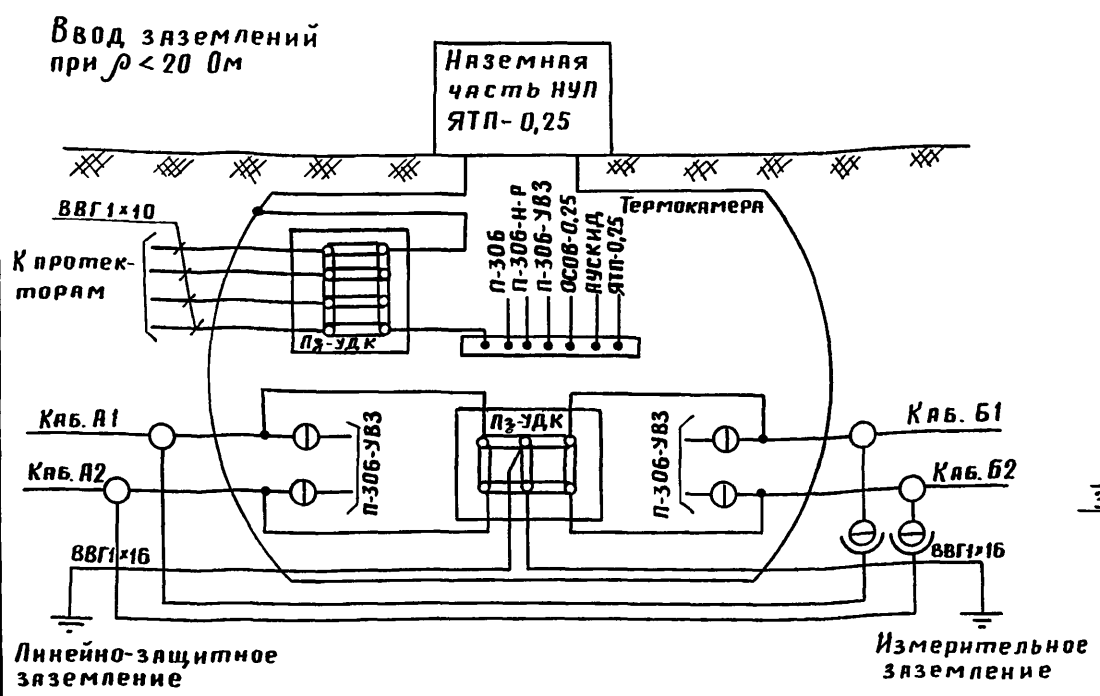 Ввод заземлений
при ρ < 20 Ом
Наземная
часть НУП
ЯТП-0,25
ВВГ1×10
К протек-
торам
Термокамера
П-306
П-306-Н-Р
П-306-УВЗ
ОСОВ-0,25
АУСКИД
ЯТП-0,25
Пз-УДК
Каб. А1
Каб. А2
П-306-УВЗ
Пз-УДК
П-306-УВЗ
Каб. Б1
Каб. Б2
ВВГ1×16
ВВГ1×16
Линейно-защитное
заземление
Измерительное
заземление